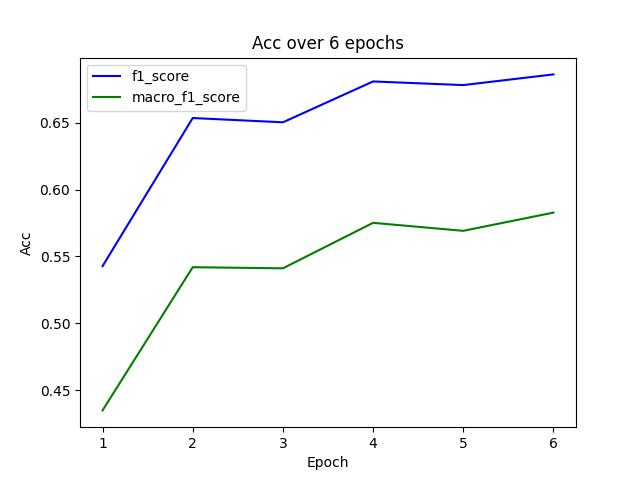 Acc over 6 epochs
f1_score
macro_f1_score
0.65
0.60
0.55
0.50
0.45
Acc
1 2 3 4 5 6
Epoch